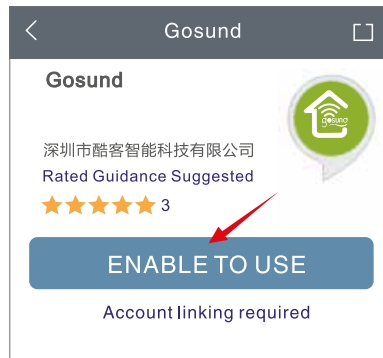 Gosund
Gosund
gosund
深圳市酷客智能科技有限公司
Rated Guidance Suggested
3
ENABLE TO USE
Account linking required